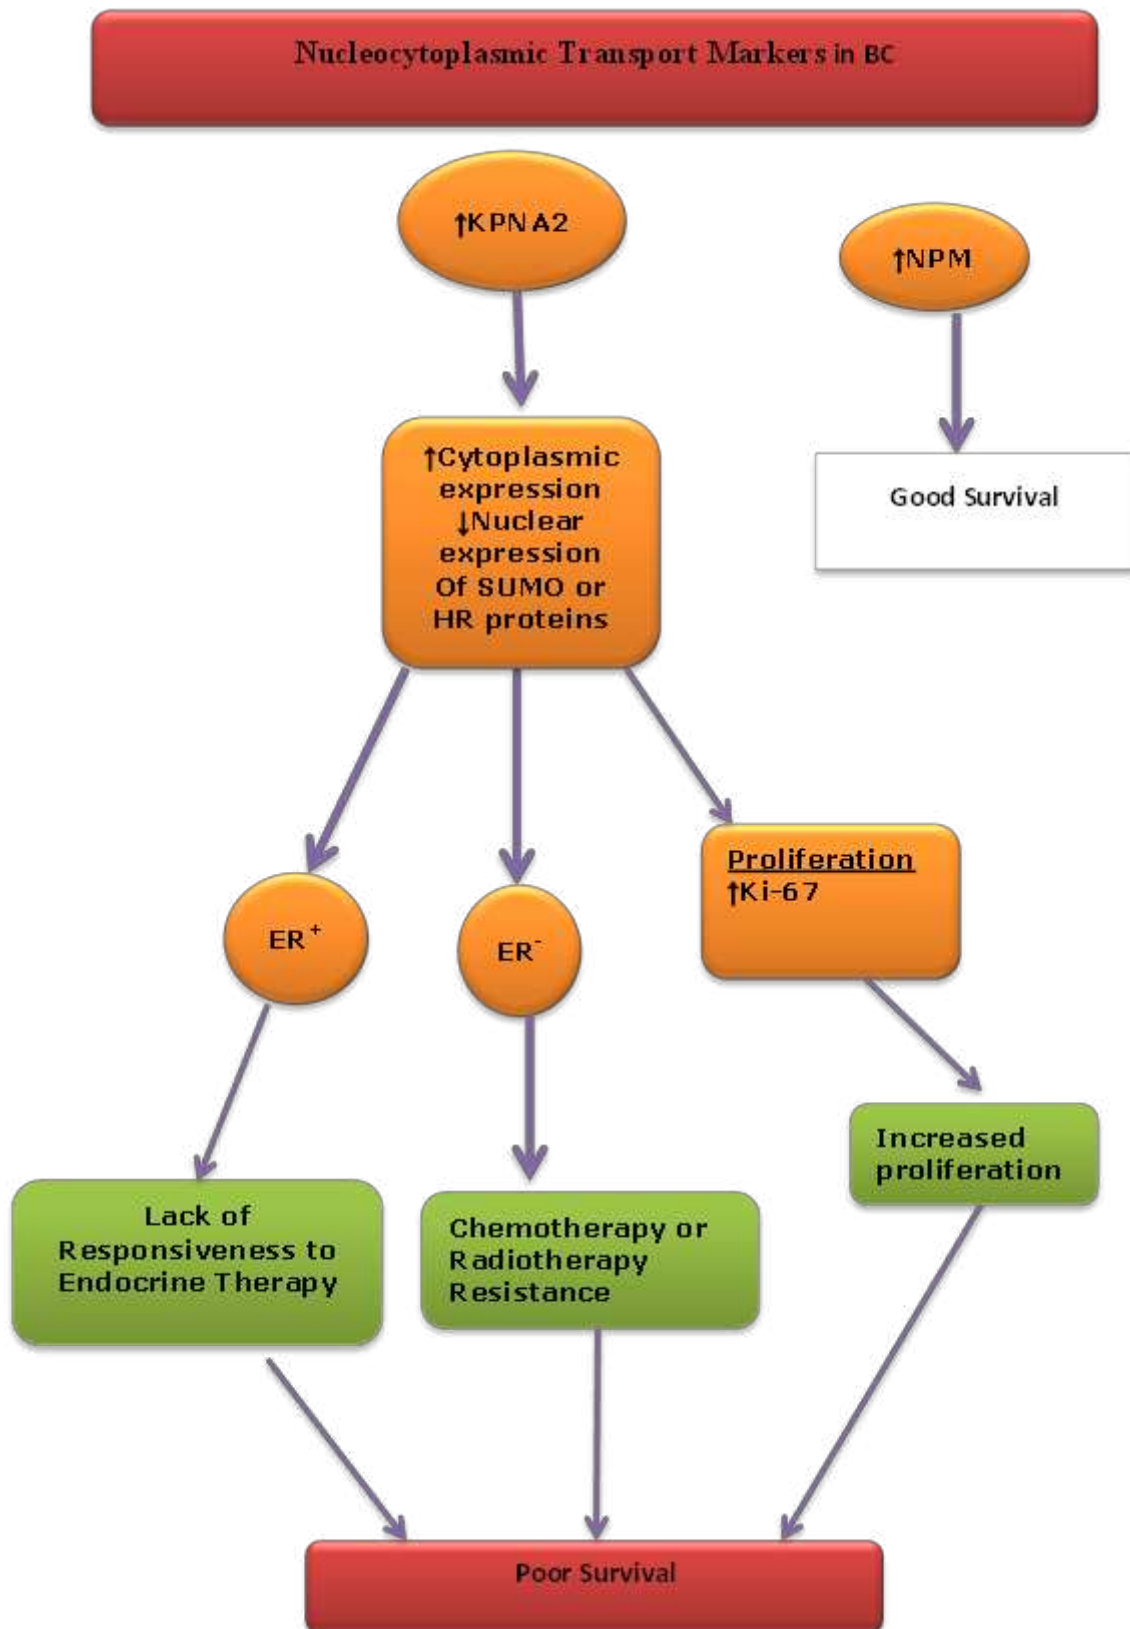 Nucleocytoplasmic Transport Markers in BC
↑KPNA2
↑NPM
↑Cytoplasmic
expression
↓Nuclear
expression
Of SUMO or
HR proteins
Good Survival
Proliferation
↑Ki-67
ER⁺
ER⁻
Increased
proliferation
Lack of
Responsiveness to
Endocrine Therapy
Chemotherapy or
Radiotherapy
Resistance
Poor Survival